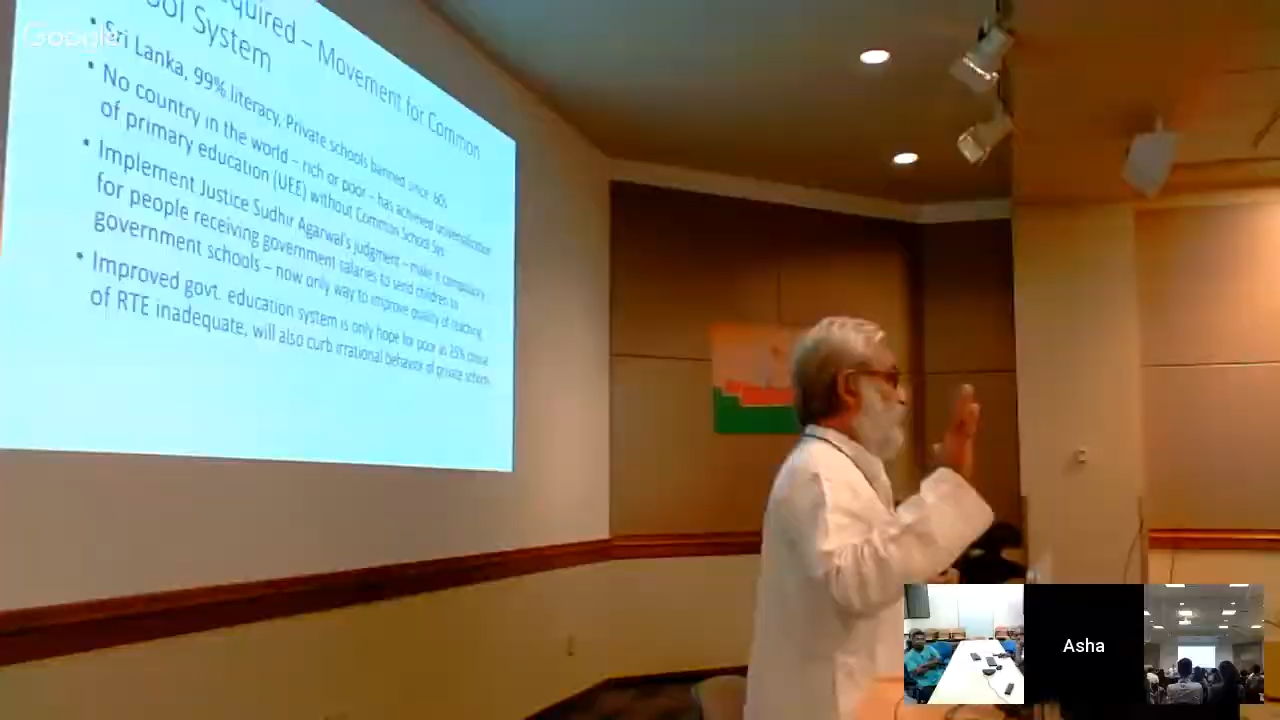 quired – Movement for Common
ool System
Google
• Sri Lanka, 99% literacy, Private schools banned since 60s
• No country in the world – rich or poor – has achieved universalisation
of primary education (UEE) without Common School Sys
• Implement Justice Sudhir Agarwal's judgment – make it compulsory
for people receiving government salaries to send children to
government schools – now only way to improve quality of teaching
• Improved govt. education system is only hope for poor as 25%
of RTE inadequate, will also curb irrational behavior of private schools
Asha